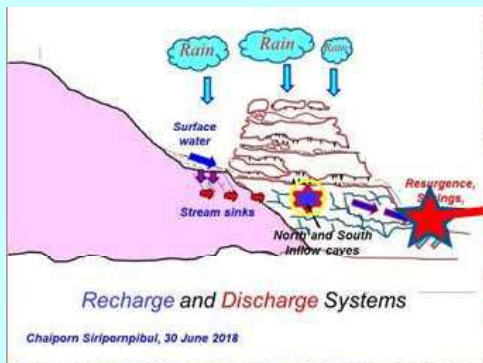 Rain
Rain
Rain
Surface
water
Resurgence,
Springs,
Stream sinks
North and South
Inflow caves
Recharge and Discharge Systems
Chaiporn Siripornpibul, 30 June 2018